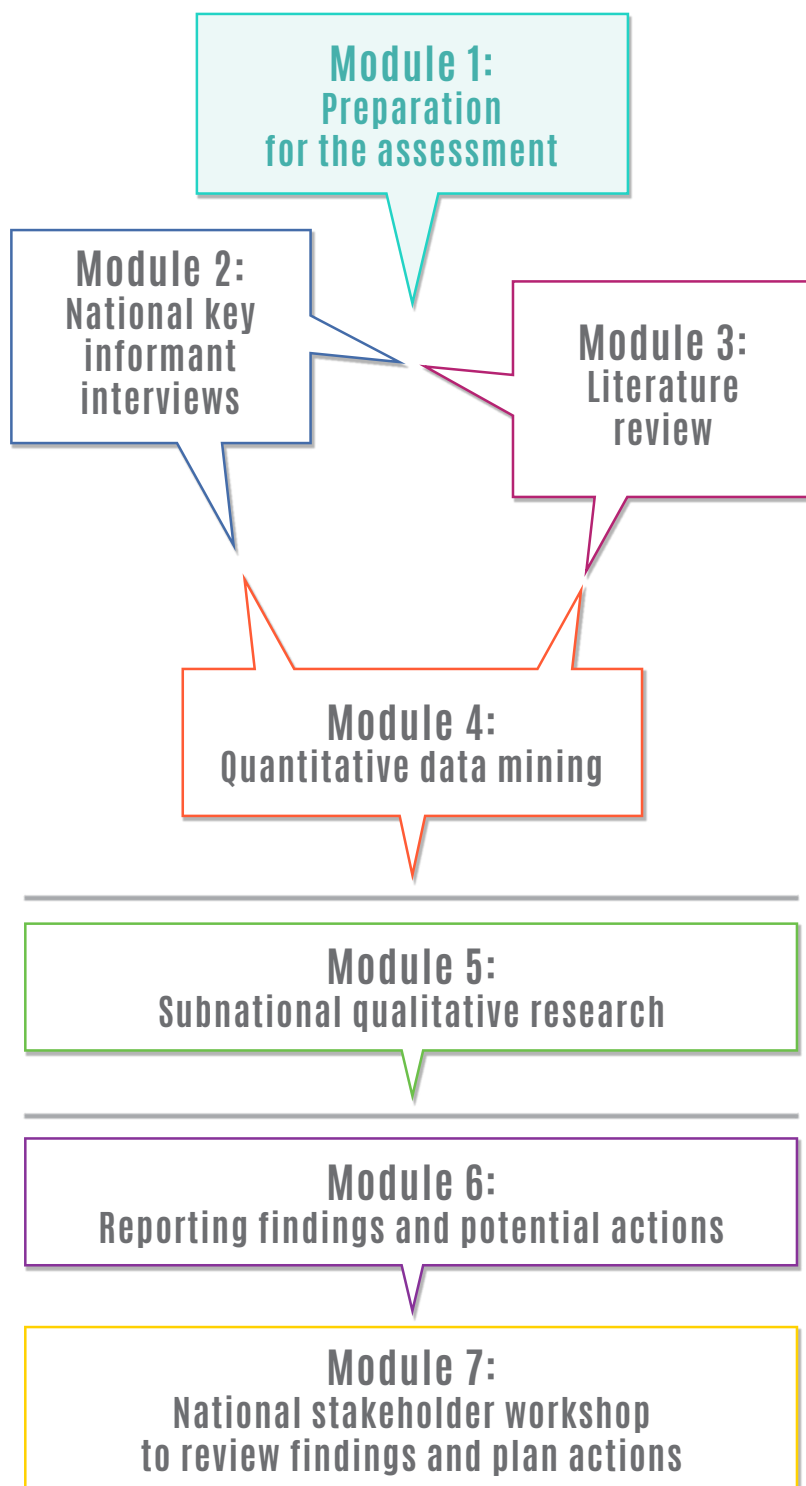 Module 1:
Preparation
for the assessment
Module 2:
National key
informant
interviews
Module 3:
Literature
review
Module 4:
Quantitative data mining
Module 5:
Subnational qualitative research
Module 6:
Reporting findings and potential actions
Module 7:
National stakeholder workshop
to review findings and plan actions